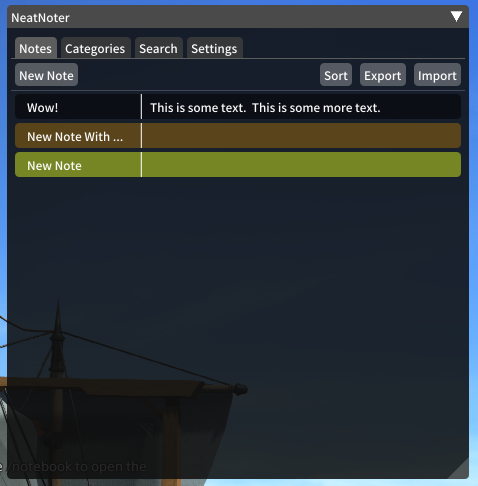 NeatNoter
Notes Categories Search Settings
New Note Sort Export Import
Wow! This is some text. This is some more text.
New Note With ...
New Note
notebook to open the